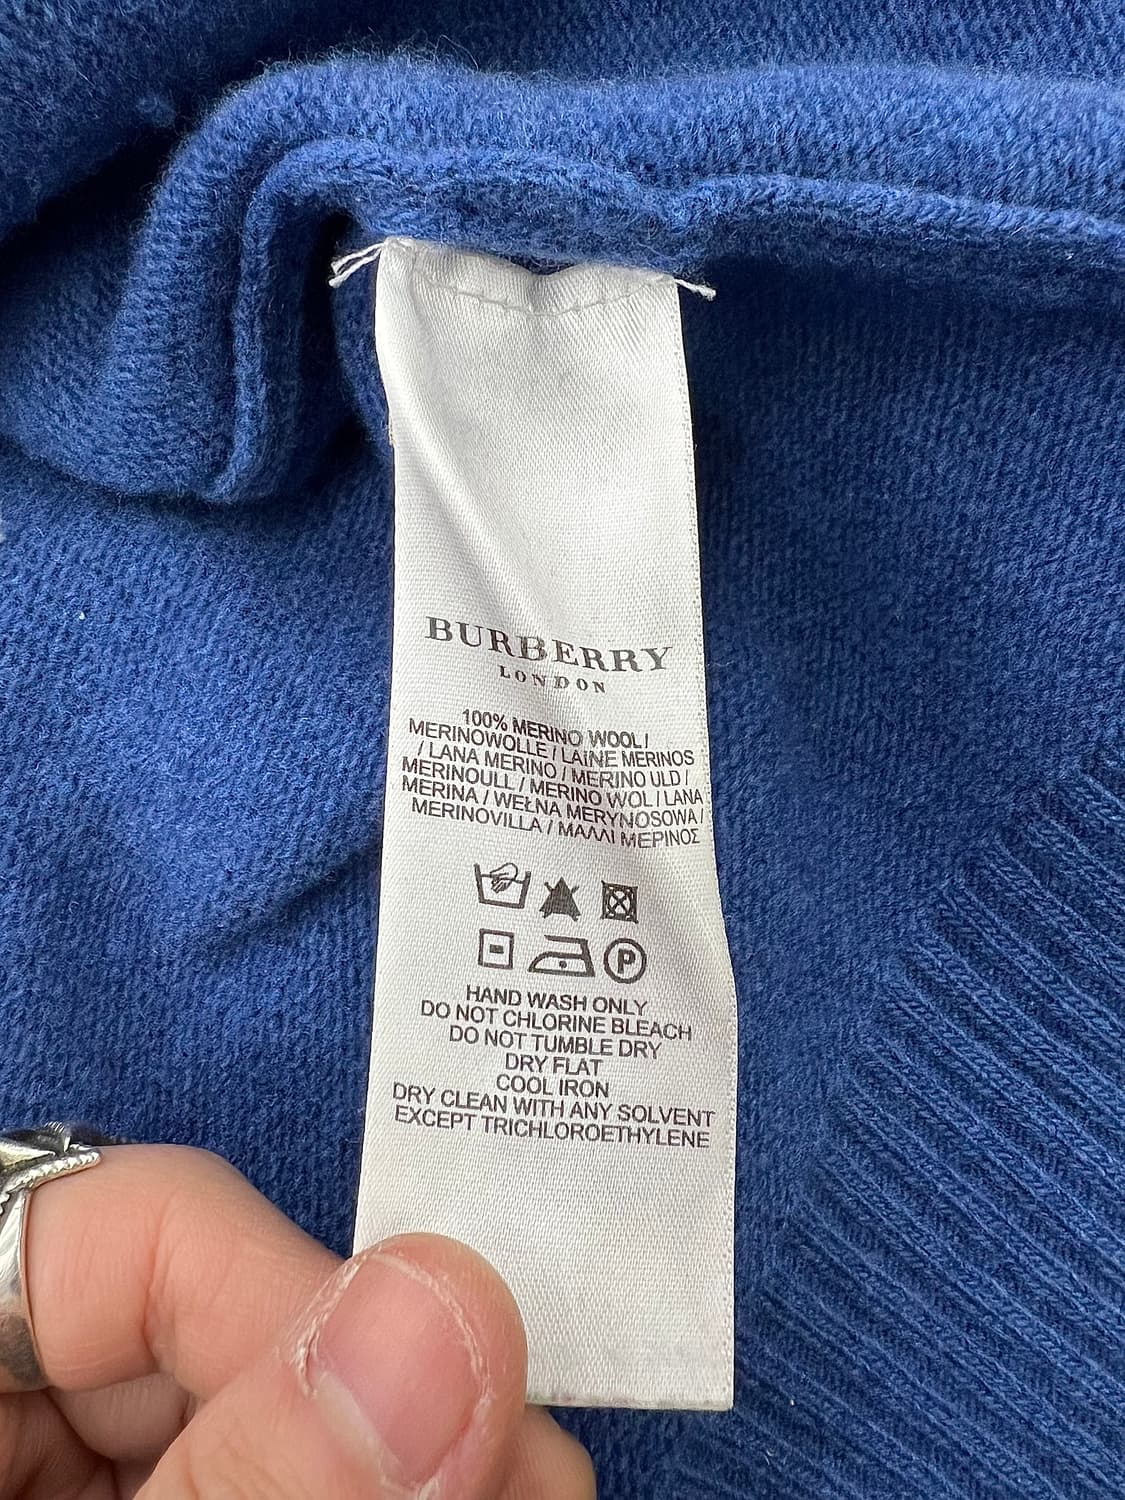 BURBERRY
LONDON
100% MERINO WOOL /
MERINOWOLLE / LAINE MERINOS
/ LANA MERINO / MERINO ULD /
MERINOULL / MERINO WOL / LANA
MERINA / WEŁNA MERYNOSOWA /
MERINOVILLA / ΜΑΛΛΙ ΜΕΡΙΝΟΣ
P
HAND WASH ONLY
DO NOT CHLORINE BLEACH
DO NOT TUMBLE DRY
DRY FLAT
COOL IRON
DRY CLEAN WITH ANY SOLVENT
EXCEPT TRICHLOROETHYLENE